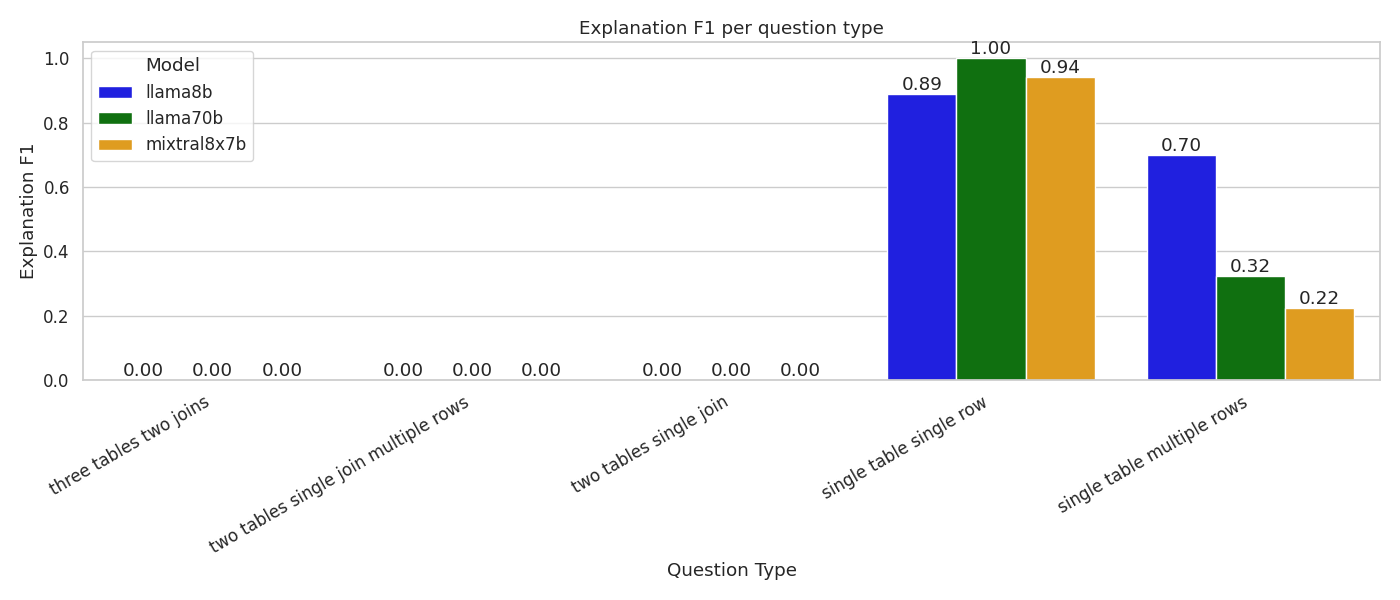 Explanation F1 per question type
Explanation F1
1.0
0.8
0.6
0.4
0.2
0.0
Model
llama8b
llama70b
mixtral8x7b
0.00 0.00 0.00
0.00 0.00 0.00
0.00 0.00 0.00
0.89 1.00 0.94
0.70 0.32 0.22
three tables two joins
two tables single join multiple rows
two tables single join
single table single row
single table multiple rows
Question Type